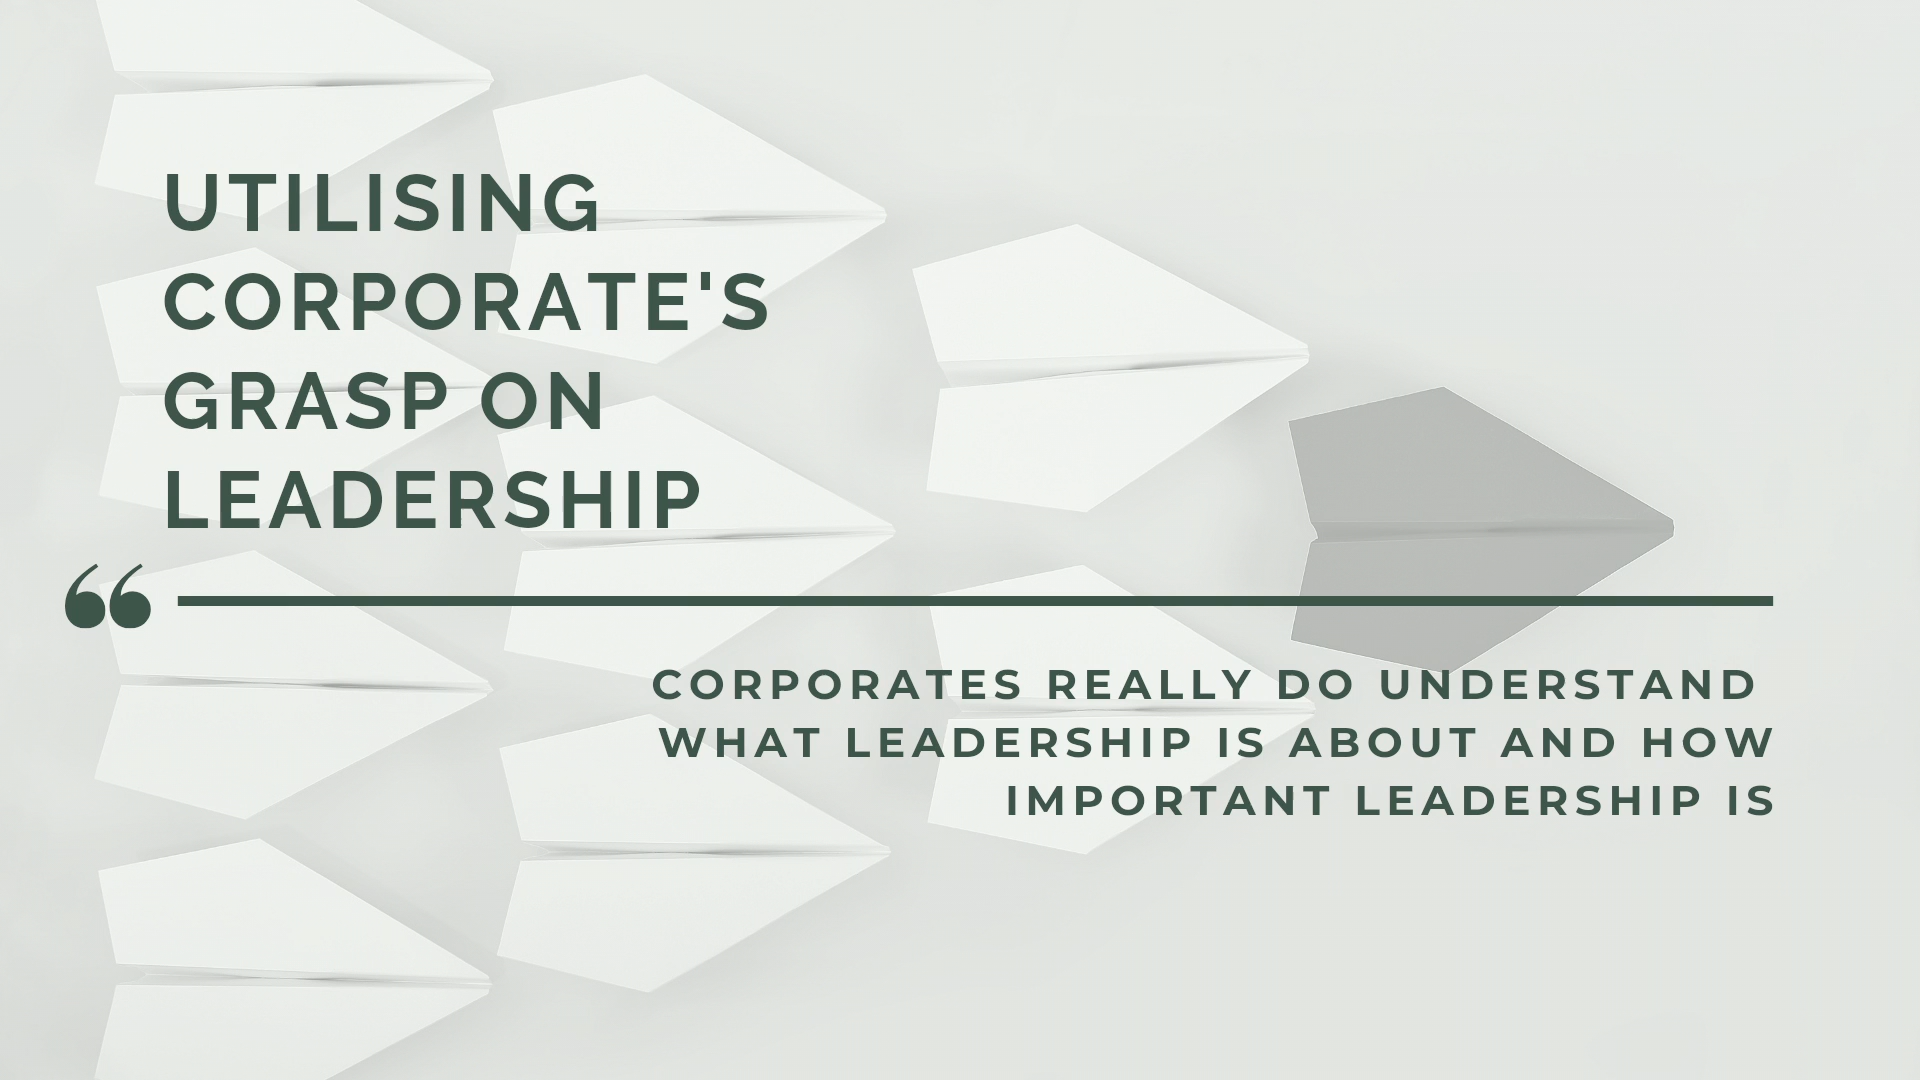 UTILISING
CORPORATE'S
GRASP ON
LEADERSHIP
“
CORPORATES REALLY DO UNDERSTAND
WHAT LEADERSHIP IS ABOUT AND HOW
IMPORTANT LEADERSHIP IS